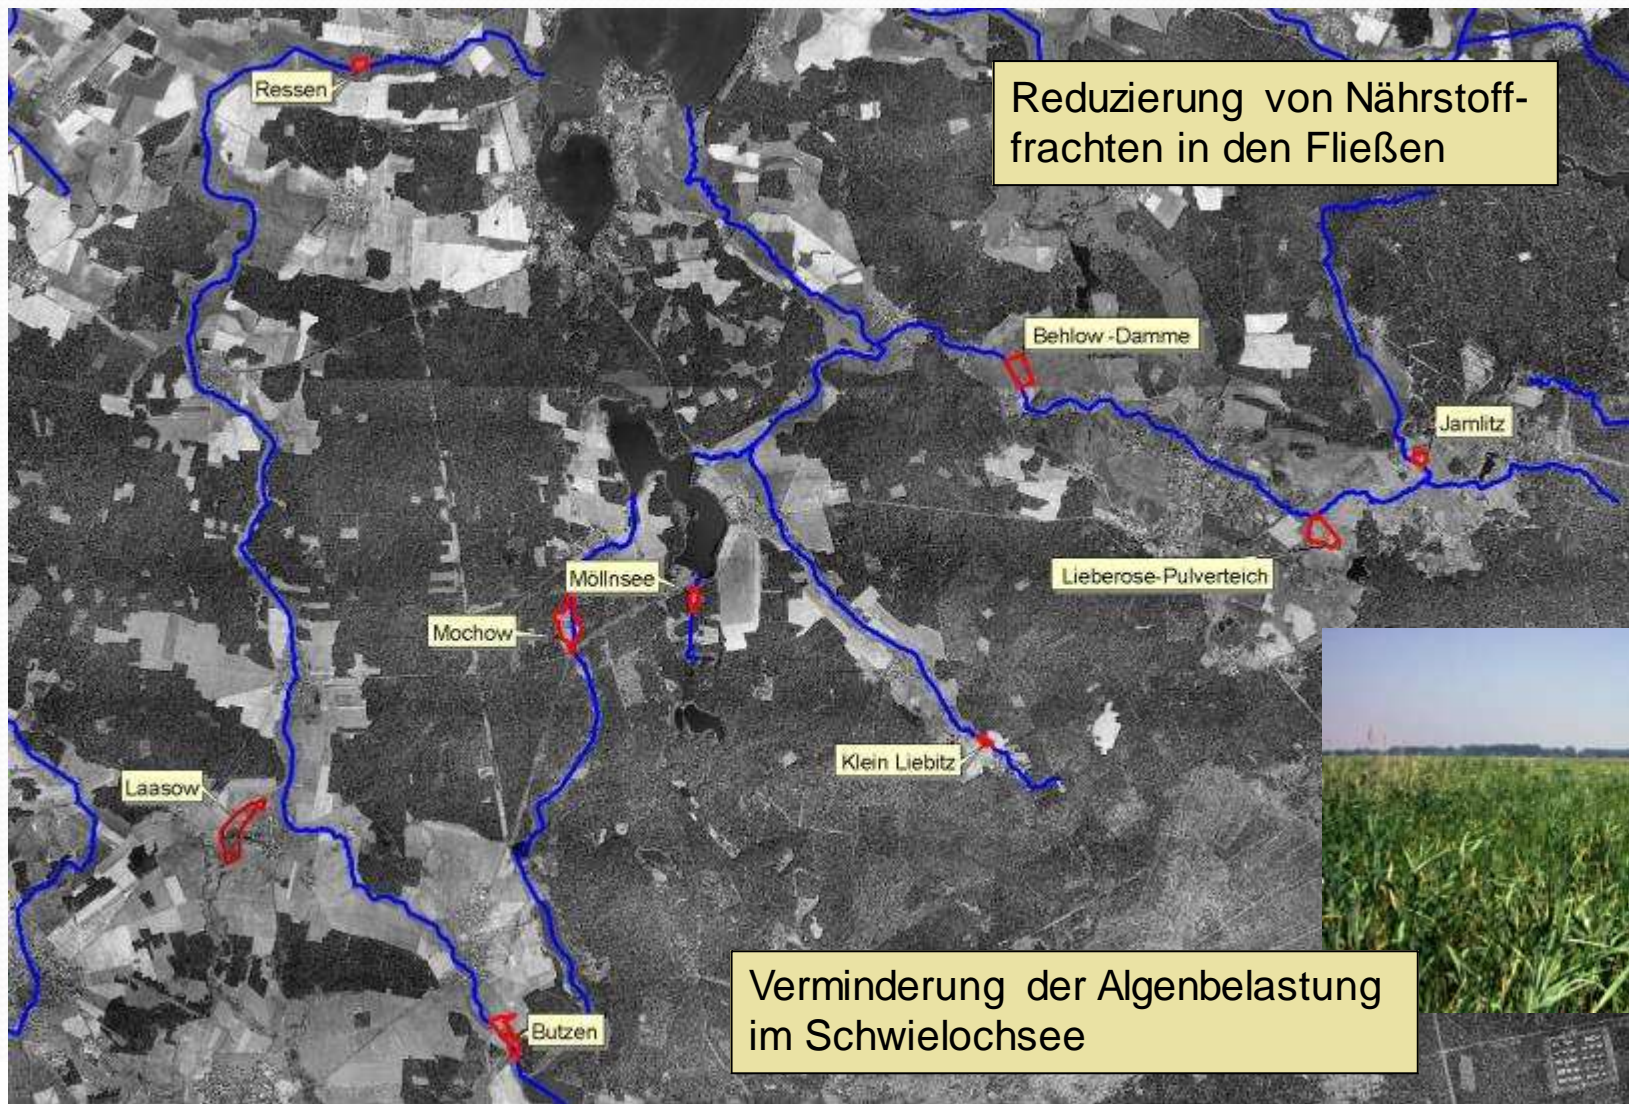 Ressen
Reduzierung von Nährstoff-
frachten in den Fließen
Behlow-Damme
Jamlitz
Möllnsee
Lieberose-Pulverteich
Mochow
Klein Liebitz
Laasow
Verminderung der Algenbelastung
im Schwielochsee
Butzen